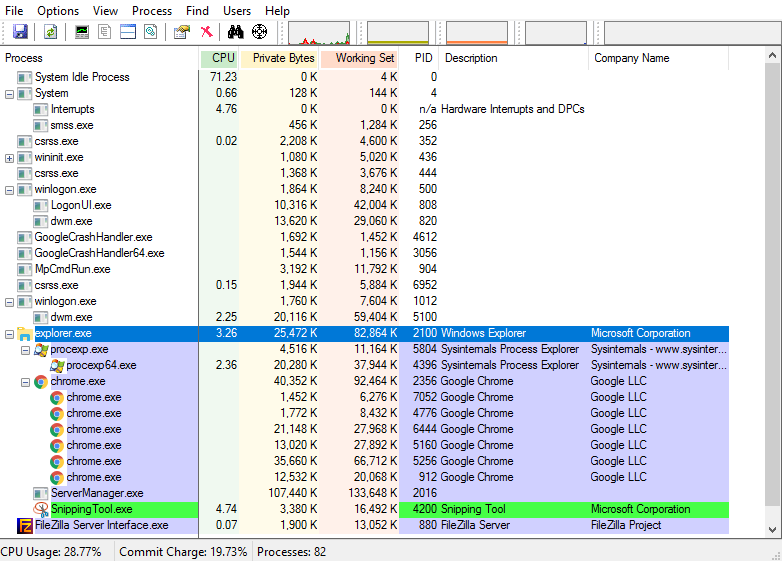 File Options View Process Find Users Help
Process CPU Private Bytes Working Set PID Description Company Name
System Idle Process 71.23 0 K 4 K 0
System 0.66 128 K 144 K 4
Interrupts 4.76 0 K 0 K n/a Hardware Interrupts and DPCs
smss.exe 456 K 1,284 K 256
csrss.exe 0.02 2,208 K 4,600 K 352
wininit.exe 1,080 K 5,020 K 436
csrss.exe 1,368 K 3,676 K 444
winlogon.exe 1,864 K 8,240 K 500
LogonUI.exe 10,316 K 42,004 K 808
dwm.exe 13,620 K 29,060 K 820
GoogleCrashHandler.exe 1,692 K 1,452 K 4612
GoogleCrashHandler64.exe 1,544 K 1,156 K 3056
MpCmdRun.exe 3,192 K 11,792 K 904
csrss.exe 0.15 1,944 K 5,884 K 6952
winlogon.exe 1,760 K 7,604 K 1012
dwm.exe 2.25 20,116 K 59,404 K 5100
explorer.exe 3.26 25,472 K 82,864 K 2100 Windows Explorer Microsoft Corporation
procexp.exe 4,516 K 11,164 K 5804 Sysinternals Process Explorer Sysinternals - www.sysinter...
procexp64.exe 2.36 20,280 K 37,944 K 4396 Sysinternals Process Explorer Sysinternals - www.sysinter...
chrome.exe 40,352 K 92,464 K 2356 Google Chrome Google LLC
chrome.exe 1,452 K 6,276 K 7052 Google Chrome Google LLC
chrome.exe 1,772 K 8,432 K 4776 Google Chrome Google LLC
chrome.exe 21,148 K 27,968 K 6444 Google Chrome Google LLC
chrome.exe 13,020 K 27,892 K 5160 Google Chrome Google LLC
chrome.exe 35,660 K 66,712 K 5256 Google Chrome Google LLC
chrome.exe 12,532 K 20,068 K 912 Google Chrome Google LLC
ServerManager.exe 107,440 K 133,648 K 2016
SnippingTool.exe 4.74 3,380 K 16,492 K 4200 Snipping Tool Microsoft Corporation
FileZilla Server Interface.exe 0.07 1,900 K 13,052 K 880 FileZilla Server FileZilla Project
CPU Usage: 28.77% Commit Charge: 19.73% Processes: 82